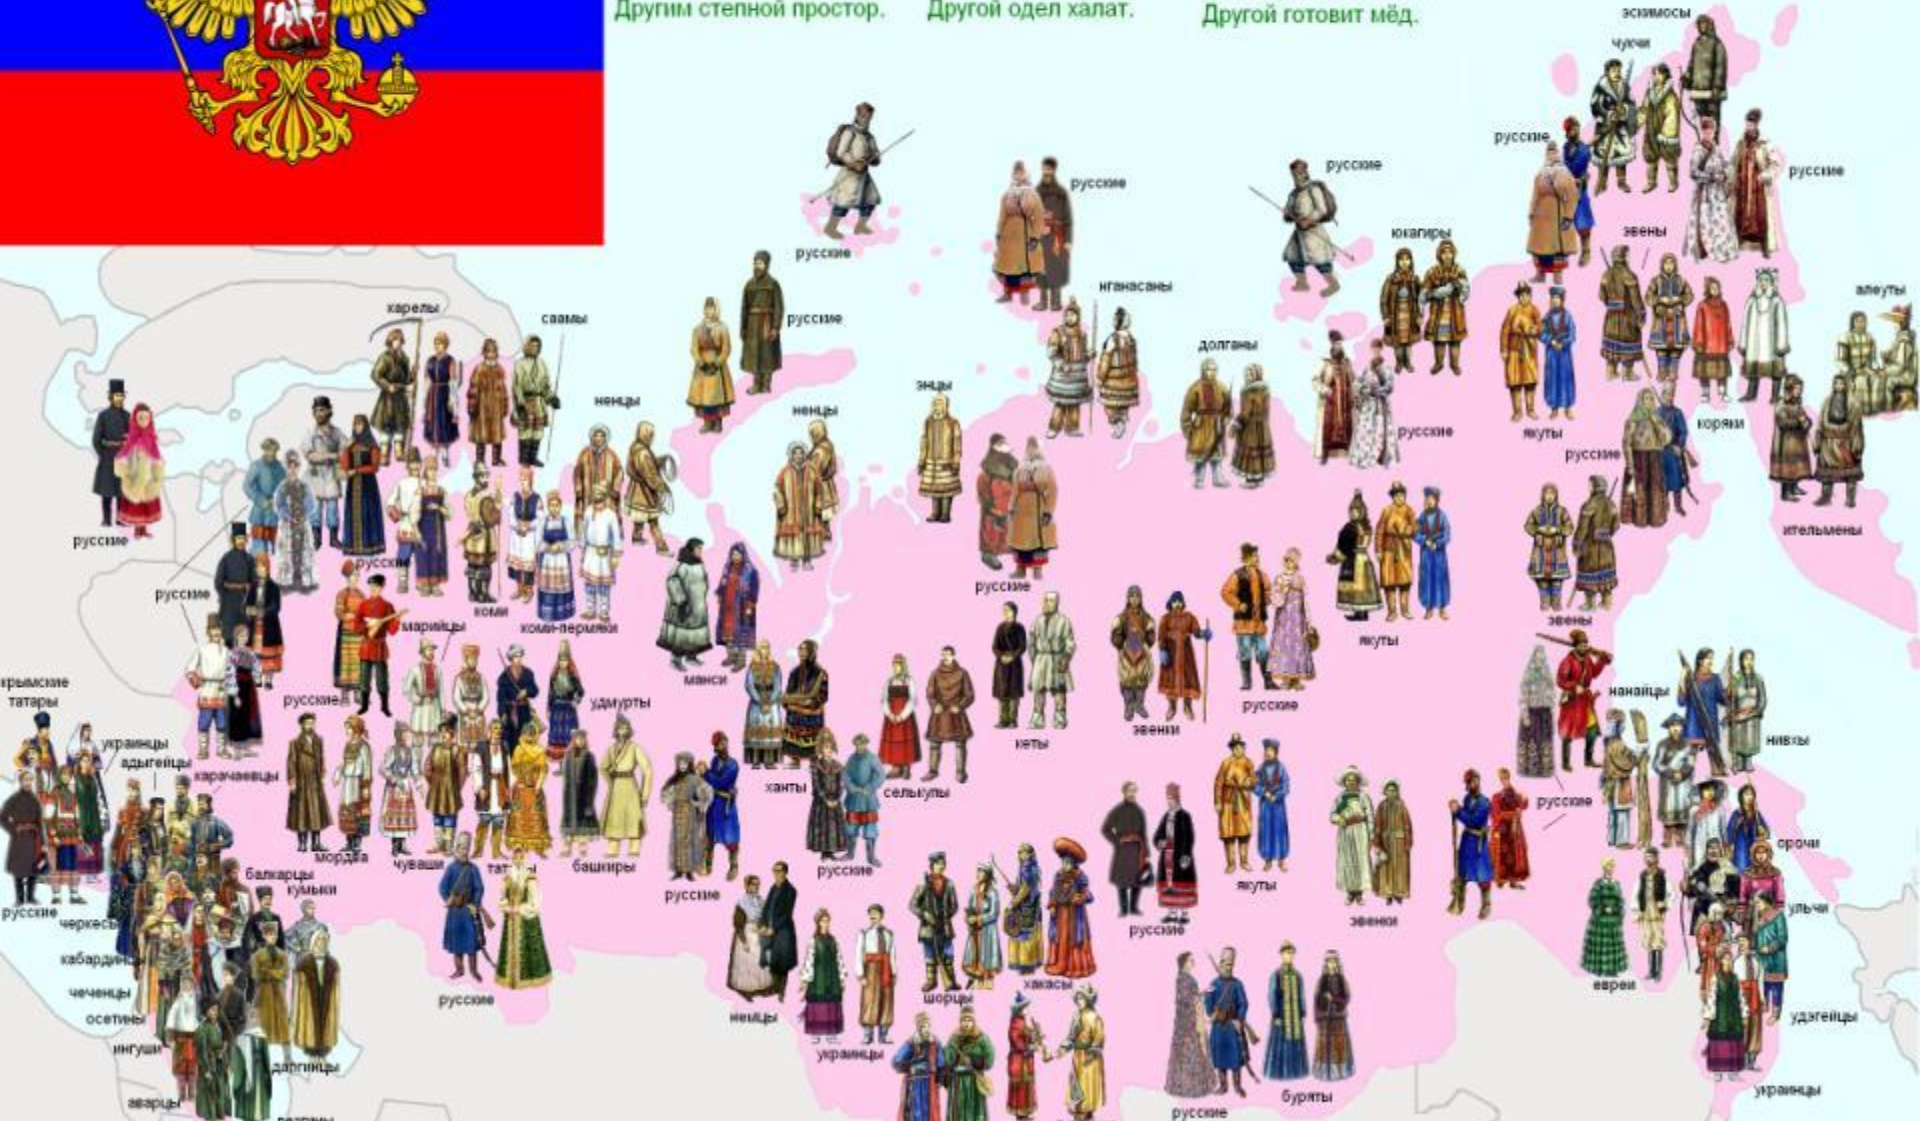 Другим степной простор.
Другой одел халат.
Другой готовит мёд.
эскимосы
чукчи
русские
русские
русские
русские
русские
юкагиры
эвены
нганасаны
алеуты
карелы
саамы
русские
долганы
энцы
ненцы
ненцы
русские
якуты
коряки
русские
ительмены
русские
русские
русские
русские
коми
марийцы
коми-пермяки
эвены
якуты
манси
крымские
татары
русские
удмурты
русские
нанайцы
кеты
эвенки
нивхы
украинцы
адыгейцы
карачаевцы
ханты
селькупы
русские
мордва
чуваши
башкиры
русские
русские
якуты
орочи
балкарцы
кумыки
русские
черкесы
русские
эвенки
ульчи
кабардинцы
чеченцы
осетины
русские
немцы
шорцы
хакасы
евреи
удэгейцы
ингуши
даргинцы
украинцы
аварцы
русские
буряты
украинцы